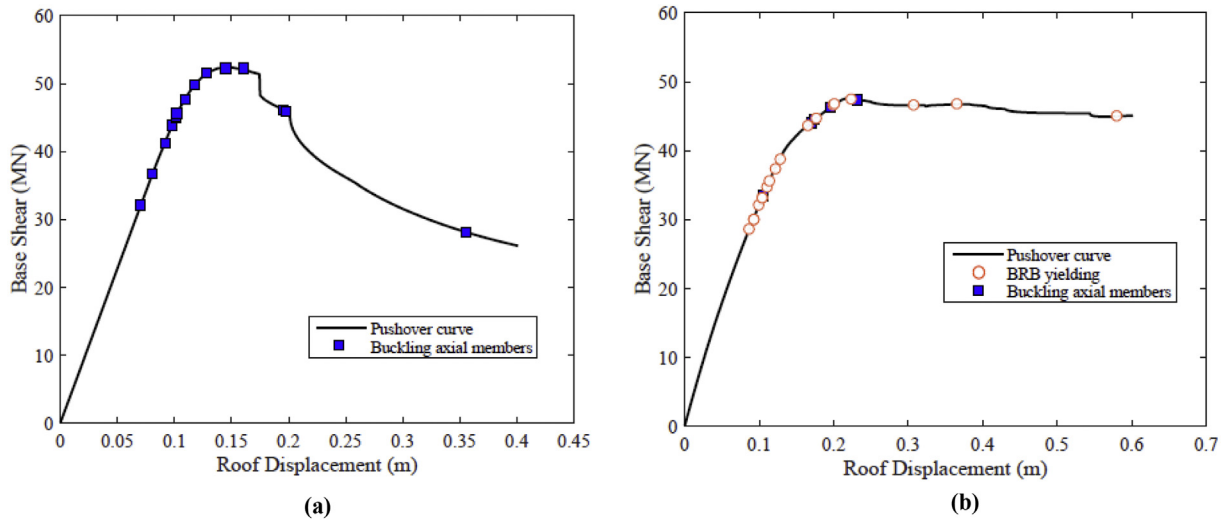 60
50
40
30
20
10
0
Base Shear (MN)
Pushover curve
Buckling axial members
0 0.05 0.1 0.15 0.2 0.25 0.3 0.35 0.4 0.45
Roof Displacement (m)
(a)
60
50
40
30
20
10
0
Base Shear (MN)
Pushover curve
BRB yielding
Buckling axial members
0 0.1 0.2 0.3 0.4 0.5 0.6 0.7
Roof Displacement (m)
(b)